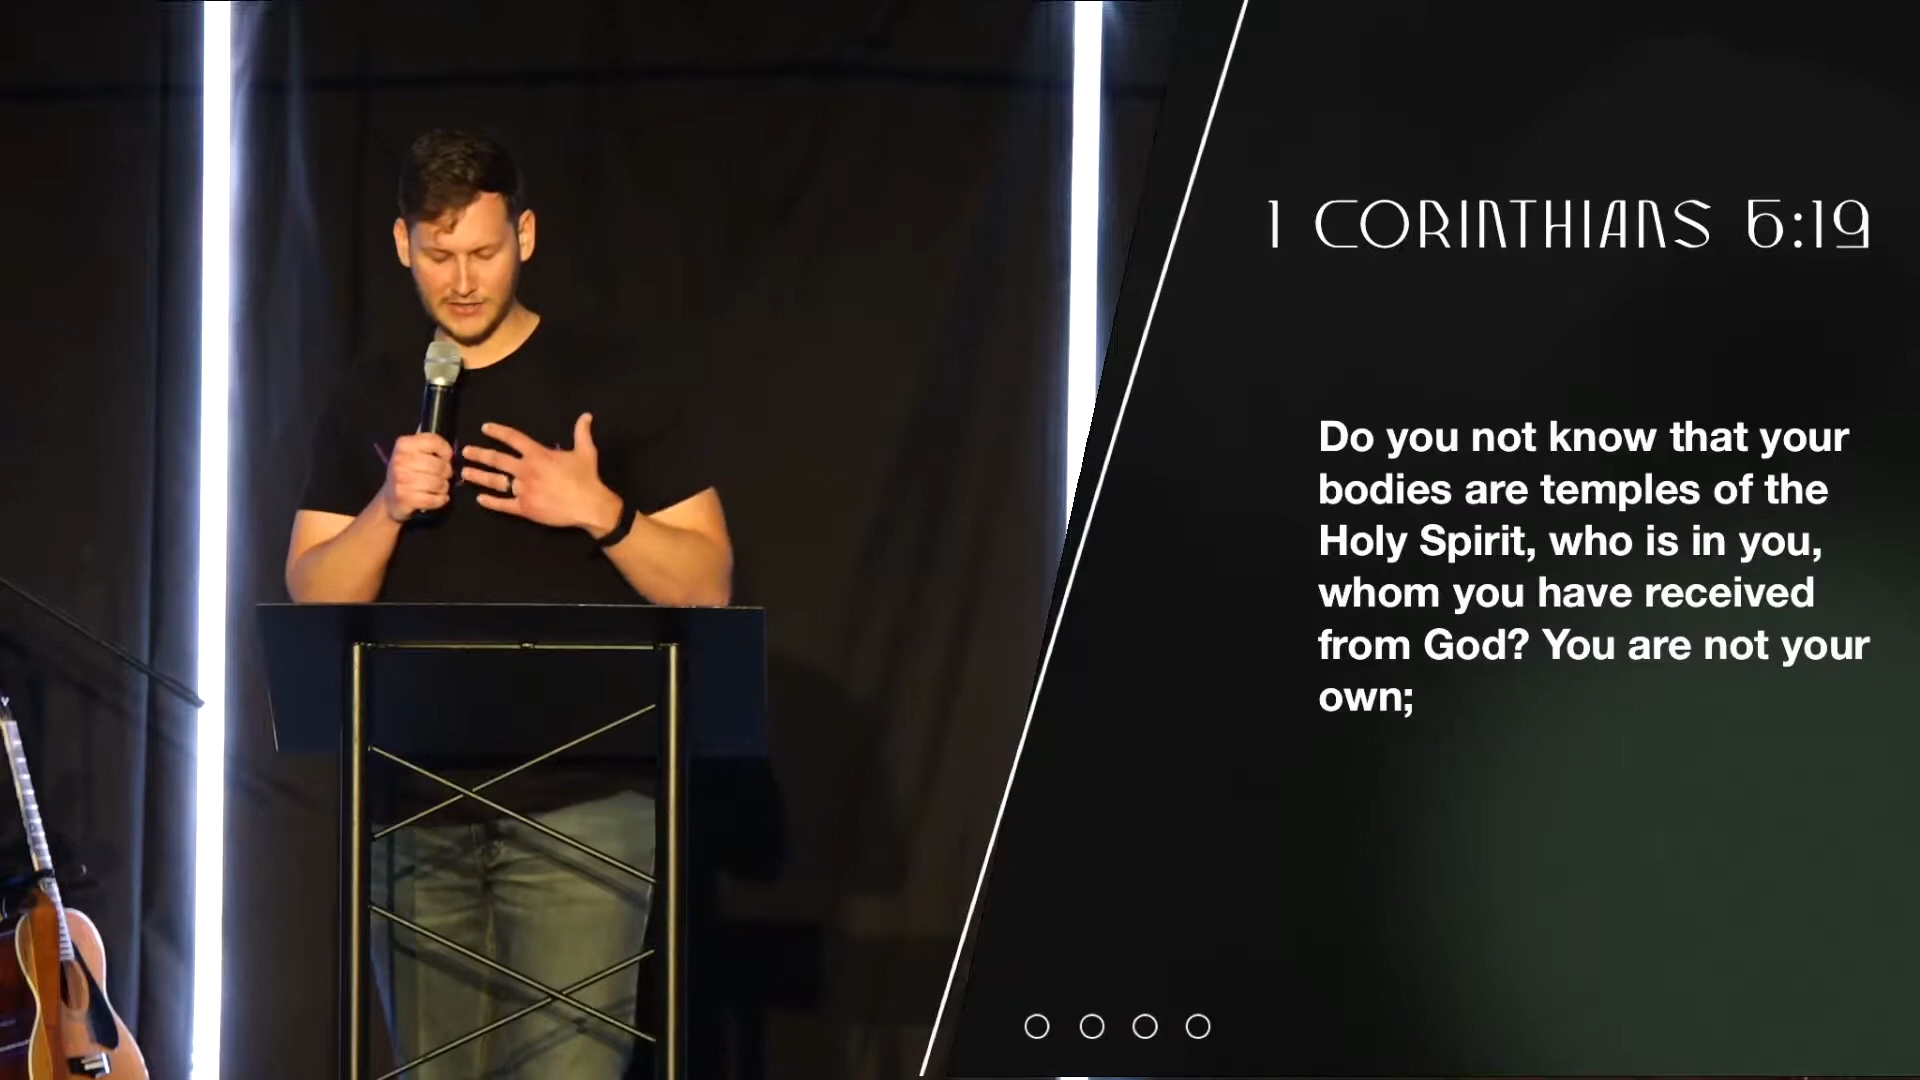 1 CORINTHIANS 6:19
Do you not know that your
bodies are temples of the
Holy Spirit, who is in you,
whom you have received
from God? You are not your
own;